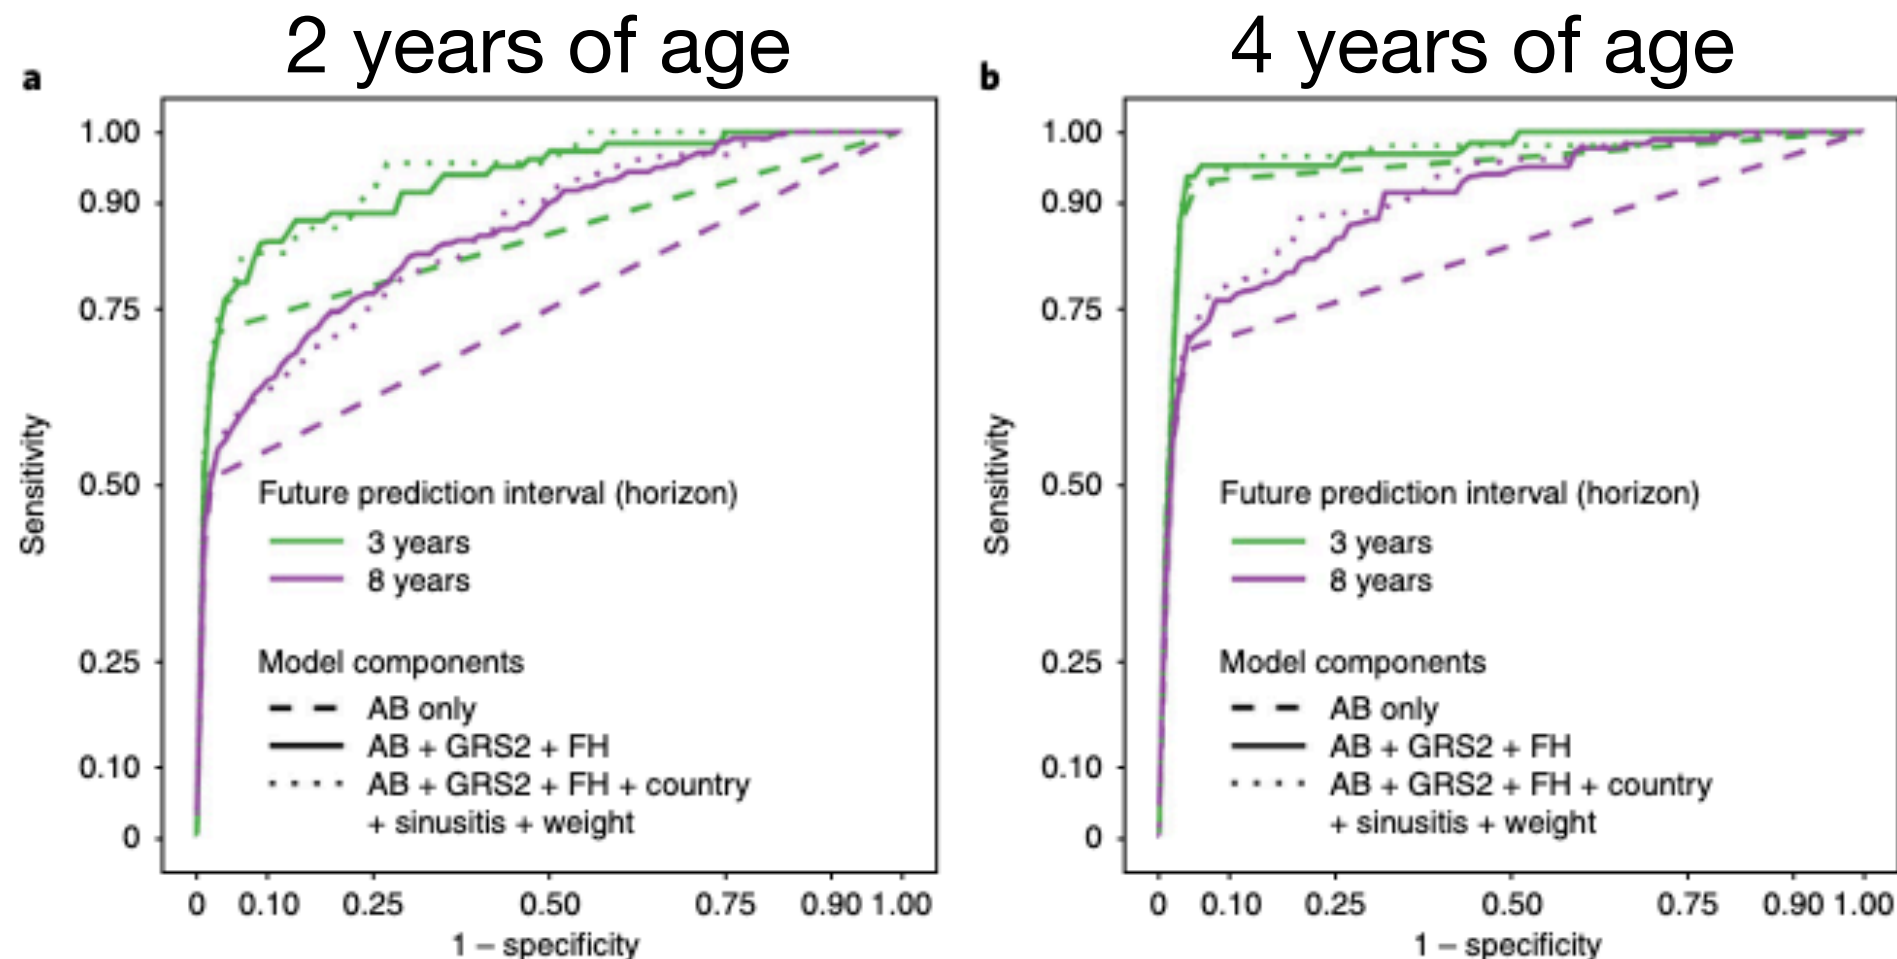 2 years of age
a
1.00
0.90
0.75
0.50
0.25
0.10
0
Sensitivity
Future prediction interval (horizon)
3 years
8 years
Model components
AB only
AB + GRS2 + FH
AB + GRS2 + FH + country
+ sinusitis + weight
0 0.10 0.25 0.50 0.75 0.90 1.00
1 – specificity
4 years of age
b
1.00
0.90
0.75
0.50
0.25
0.10
0
Sensitivity
Future prediction interval (horizon)
3 years
8 years
Model components
AB only
AB + GRS2 + FH
AB + GRS2 + FH + country
+ sinusitis + weight
0 0.10 0.25 0.50 0.75 0.90 1.00
1 – specificity